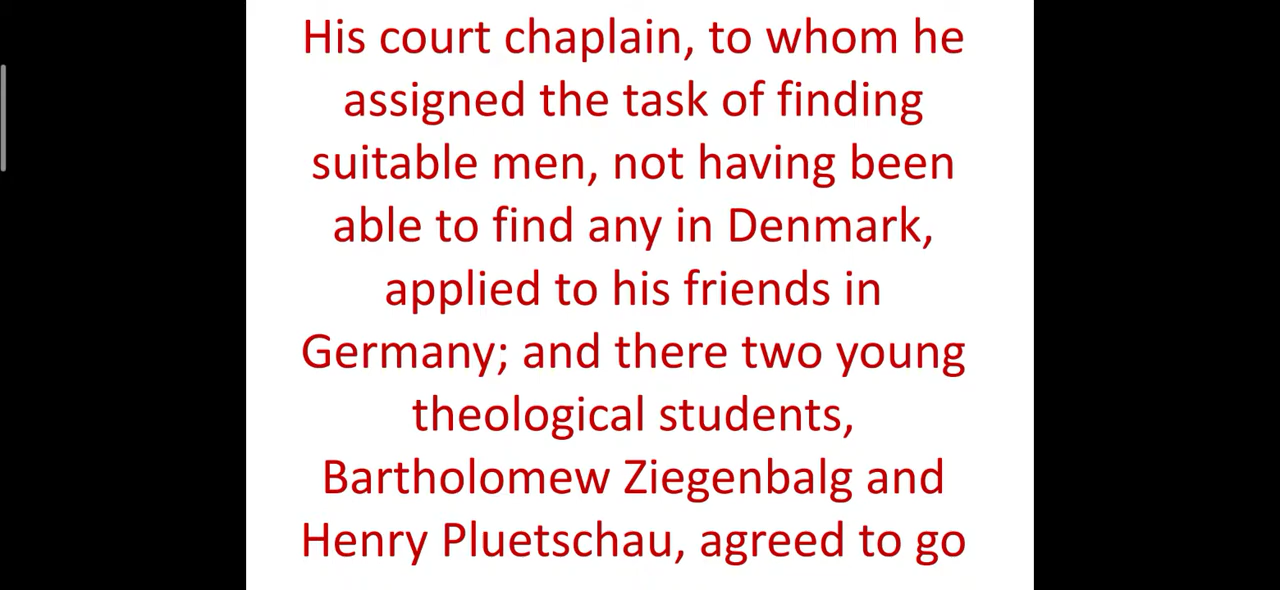 His court chaplain, to whom he
assigned the task of finding
suitable men, not having been
able to find any in Denmark,
applied to his friends in
Germany; and there two young
theological students,
Bartholomew Ziegenbalg and
Henry Pluetschau, agreed to go